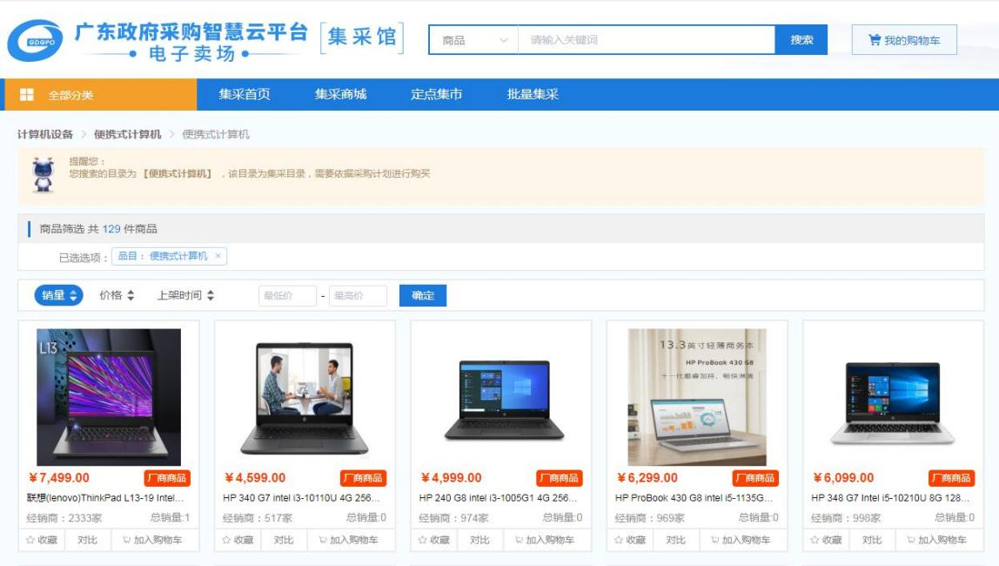 广东政府采购智慧云平台
GDGPO
电子卖场
集采馆
商品 请输入关键词 搜索 我的购物车
全部分类 集采首页 集采商城 定点集市 批量集采
计算机设备 > 便携式计算机 > 便携式计算机
提醒您：
您搜索的目录为 【便携式计算机】 ，该目录为集采目录，需要依据采购计划进行购买
商品筛选 共 129 件商品
已选选项： 品目： 便携式计算机 ×
销量 价格 上架时间 最低价 - 最高价 确定
L13
13.3英寸轻薄商务本
HP ProBook 430 G8
十一代酷睿加持，畅快淋漓
￥7,499.00 厂商商品 ￥4,599.00 厂商商品 ￥4,999.00 厂商商品 ￥6,299.00 厂商商品 ￥6,099.00 厂商商品
联想(lenovo)ThinkPad L13-19 Intel... HP 340 G7 intel i3-10110U 4G 256... HP 240 G8 intel i3-1005G1 4G 256... HP ProBook 430 G8 intel i5-1135G... HP 348 G7 Intel i5-10210U 8G 128...
经销商：2333家 总销量:1 经销商：517家 总销量:0 经销商：974家 总销量:0 经销商：969家 总销量:0 经销商：998家 总销量:0
收藏 对比 加入购物车 收藏 对比 加入购物车 收藏 对比 加入购物车 收藏 对比 加入购物车 收藏 对比 加入购物车